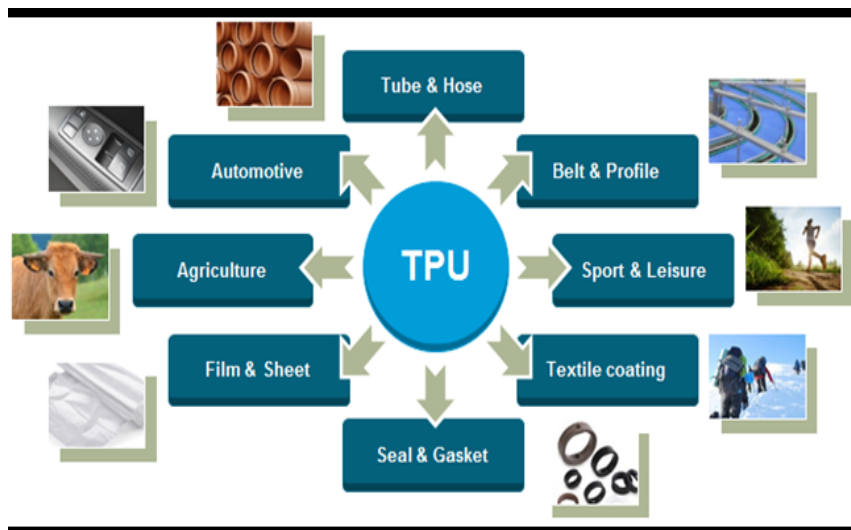 Tube & Hose
Automotive
Belt & Profile
TPU
Agriculture
Sport & Leisure
Film & Sheet
Textile coating
Seal & Gasket